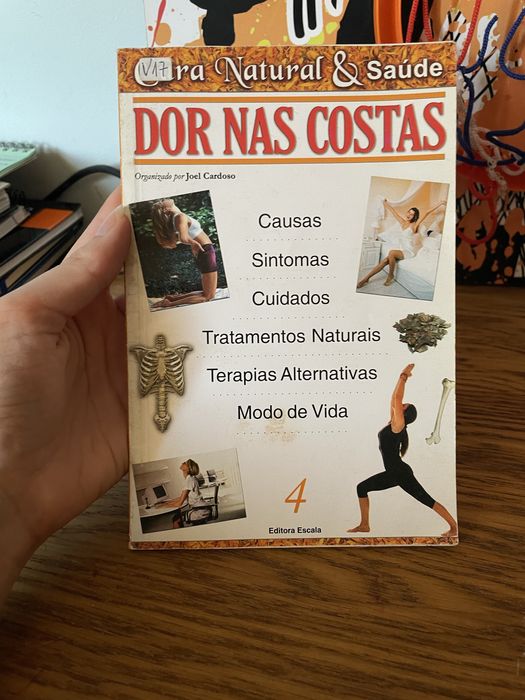 V17
Cura Natural & Saúde
DOR NAS COSTAS
Organizado por Joel Cardoso
Causas
Sintomas
Cuidados
Tratamentos Naturais
Terapias Alternativas
Modo de Vida
4
Editora Escala